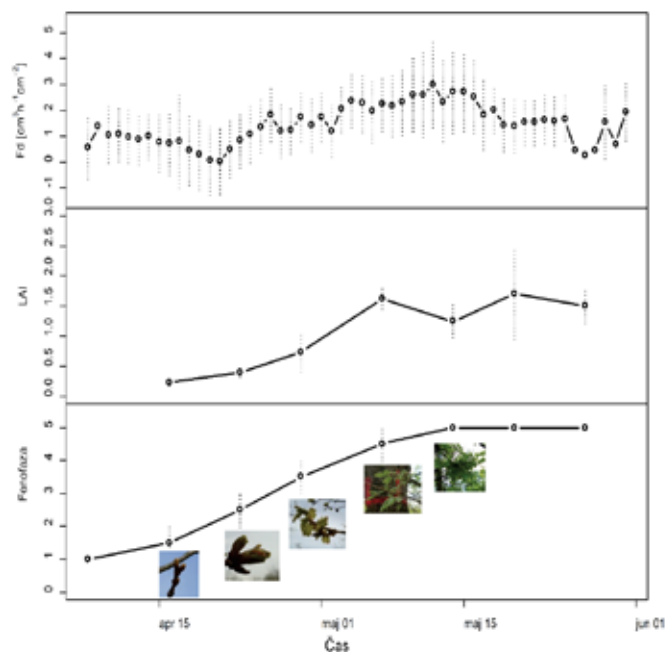 Fd [cm³h⁻¹cm⁻²]
-1 0 1 2 3 4 5
LAI
0.0 0.5 1.0 1.5 2.0 2.5 3.0
Fenofaza
0 1 2 3 4 5
apr 15 maj 01 maj 15 jun 01
Čas